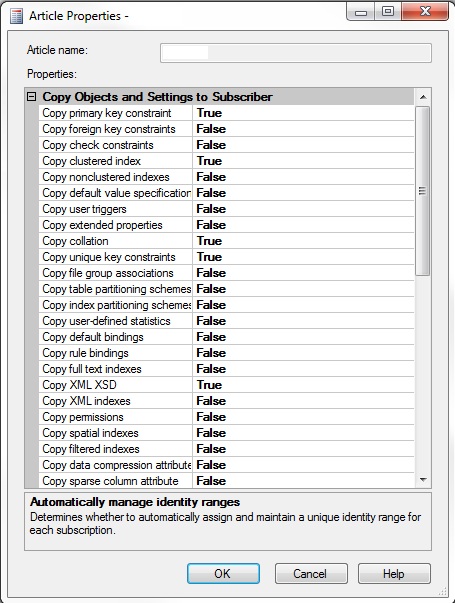 Article Properties -
Article name:
Properties:
Copy Objects and Settings to Subscriber
Copy primary key constraint True
Copy foreign key constraints False
Copy check constraints False
Copy clustered index True
Copy nonclustered indexes False
Copy default value specification False
Copy user triggers False
Copy extended properties False
Copy collation True
Copy unique key constraints True
Copy file group associations False
Copy table partitioning schemes False
Copy index partitioning schemes False
Copy user-defined statistics False
Copy default bindings False
Copy rule bindings False
Copy full text indexes False
Copy XML XSD True
Copy XML indexes False
Copy permissions False
Copy spatial indexes False
Copy filtered indexes False
Copy data compression attribute False
Copy sparse column attribute False
Automatically manage identity ranges
Determines whether to automatically assign and maintain a unique identity range for
each subscription.
OK Cancel Help